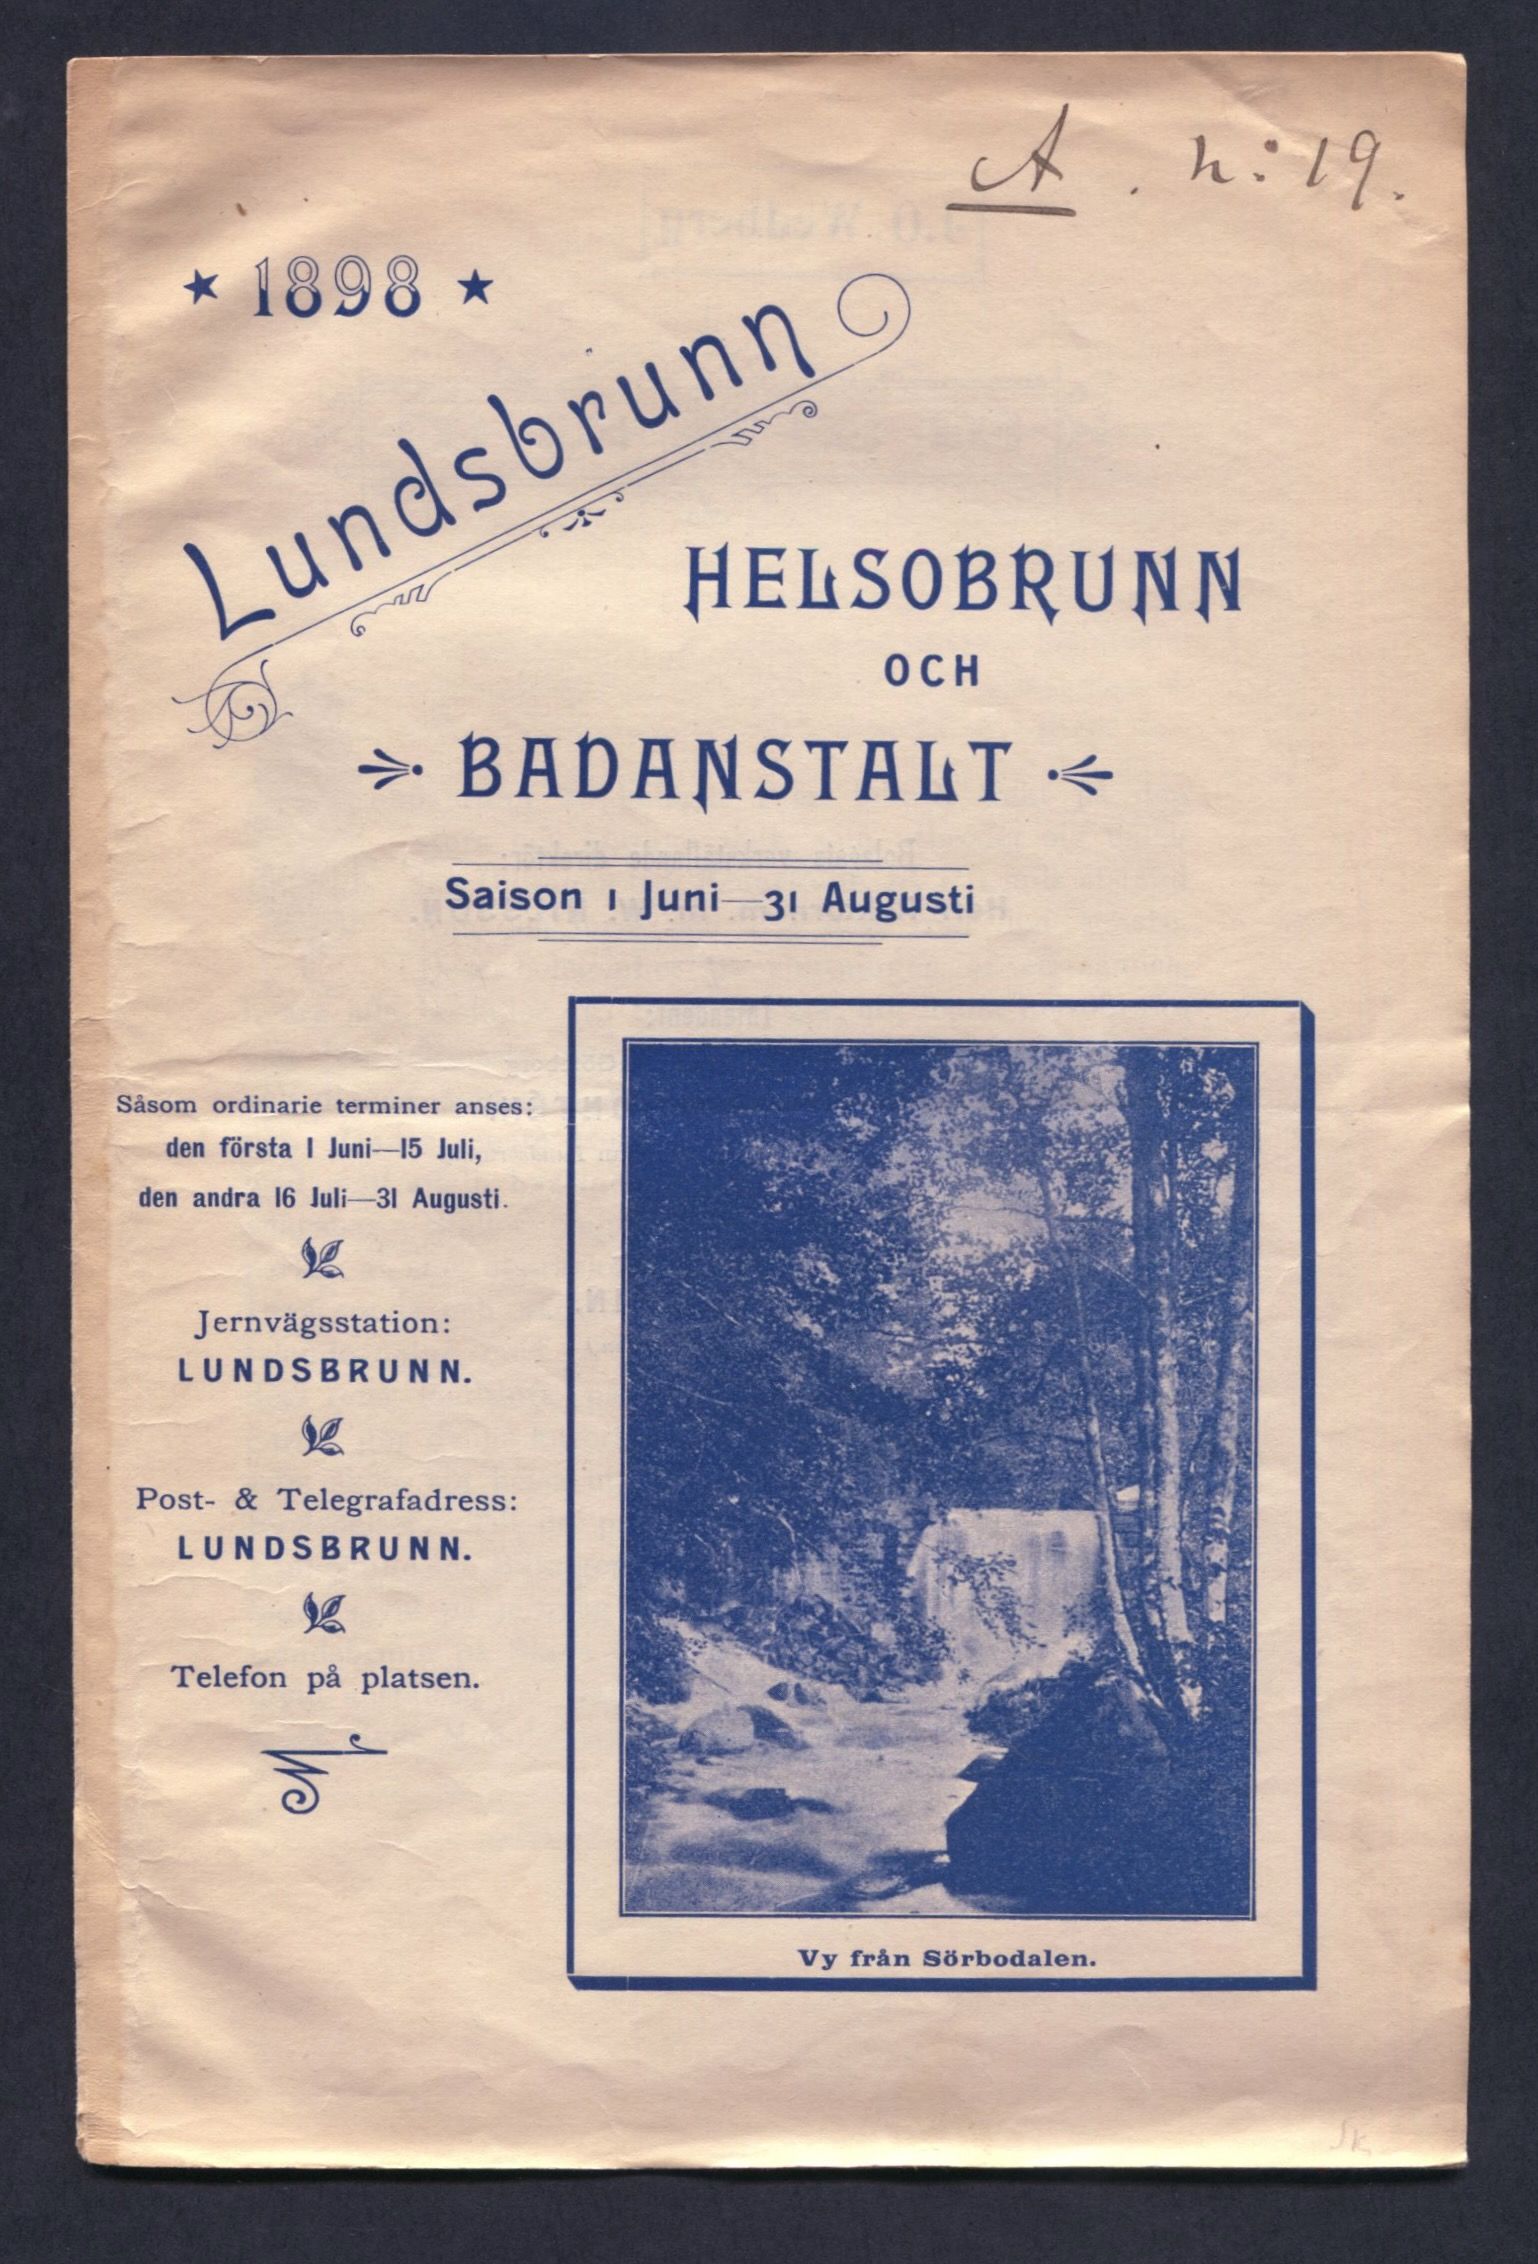 A. n: 19.
1898
Lundsbrunn
HELSOBRUNN
OCH
BADANSTALT
Saison 1 Juni—31 Augusti
Såsom ordinarie terminer anses:
den första 1 Juni—15 Juli,
den andra 16 Juli—31 Augusti.
Jernvägsstation:
LUNDSBRUNN.
Post- & Telegrafadress:
LUNDSBRUNN.
Telefon på platsen.
Vy från Sörbodalen.